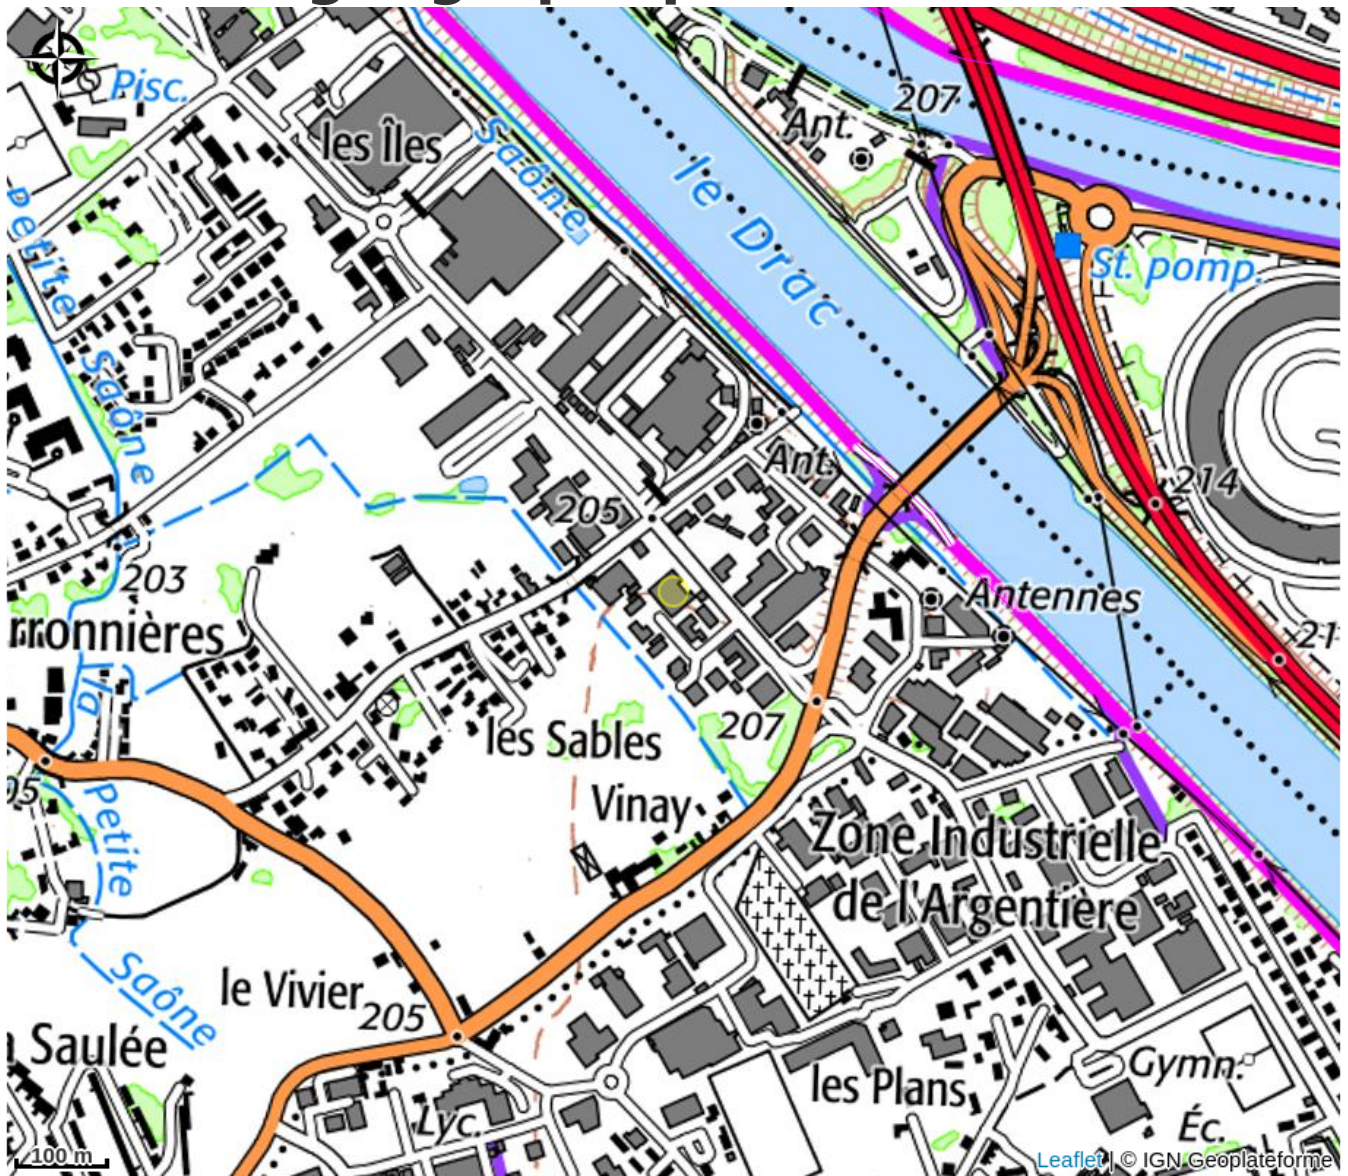 Pisc.
207
Ant.
les Îles
Saône
le Drac
Petite
Saône
St. pomp.
Ant.
214
205
203
Antennes
rronnières
la
21
207
les Sables
Vinay
05
Petite
Saône
Zone Industrielle
de l'Argentière
le Vivier
205
a Saulée
Gymn.
les Plans
Lyc.
Éc.
100 m
Leaflet | © IGN Geoplateforme